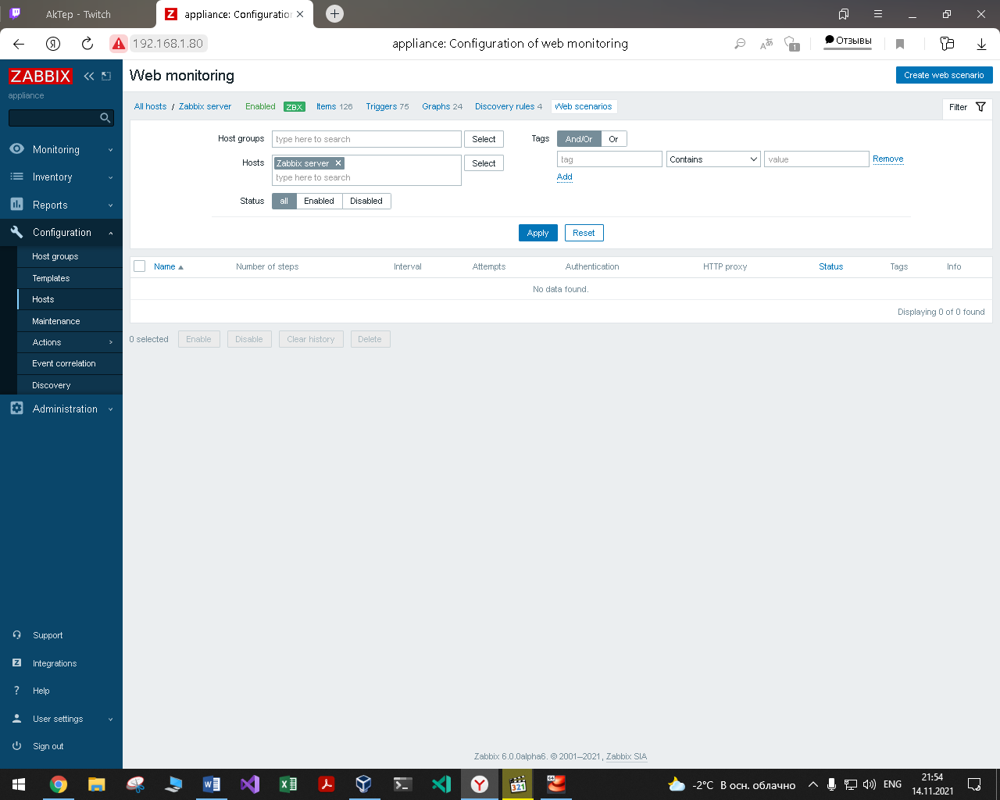 AkTep - Twitch
appliance: Configuration
192.168.1.80
appliance: Configuration of web monitoring
1
Отзывы
ZABBIX
appliance
Monitoring
Inventory
Reports
Configuration
Host groups
Templates
Hosts
Maintenance
Actions
Event correlation
Discovery
Administration
Support
Integrations
Help
User settings
Sign out
Web monitoring
Create web scenario
All hosts / Zabbix server Enabled ZBX Items 126 Triggers 75 Graphs 24 Discovery rules 4 Web scenarios
Filter
Host groups type here to search Select
Tags And/Or Or
Hosts Zabbix server type here to search Select
tag Contains value Remove
Add
Status all Enabled Disabled
Apply Reset
Name Number of steps Interval Attempts Authentication HTTP proxy Status Tags Info
No data found.
Displaying 0 of 0 found
0 selected Enable Disable Clear history Delete
Zabbix 6.0.0alpha6. © 2001–2021, Zabbix SIA
321
-2°C В осн. облачно
ENG
21:54
14.11.2021